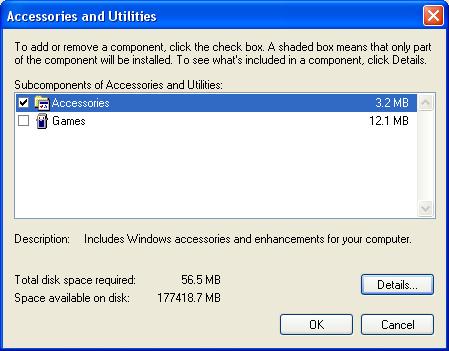 Accessories and Utilities
To add or remove a component, click the check box. A shaded box means that only part
of the component will be installed. To see what's included in a component, click Details.
Subcomponents of Accessories and Utilities:
Accessories 3.2 MB
Games 12.1 MB
Description: Includes Windows accessories and enhancements for your computer.
Total disk space required: 56.5 MB
Space available on disk: 177418.7 MB
Details...
OK Cancel